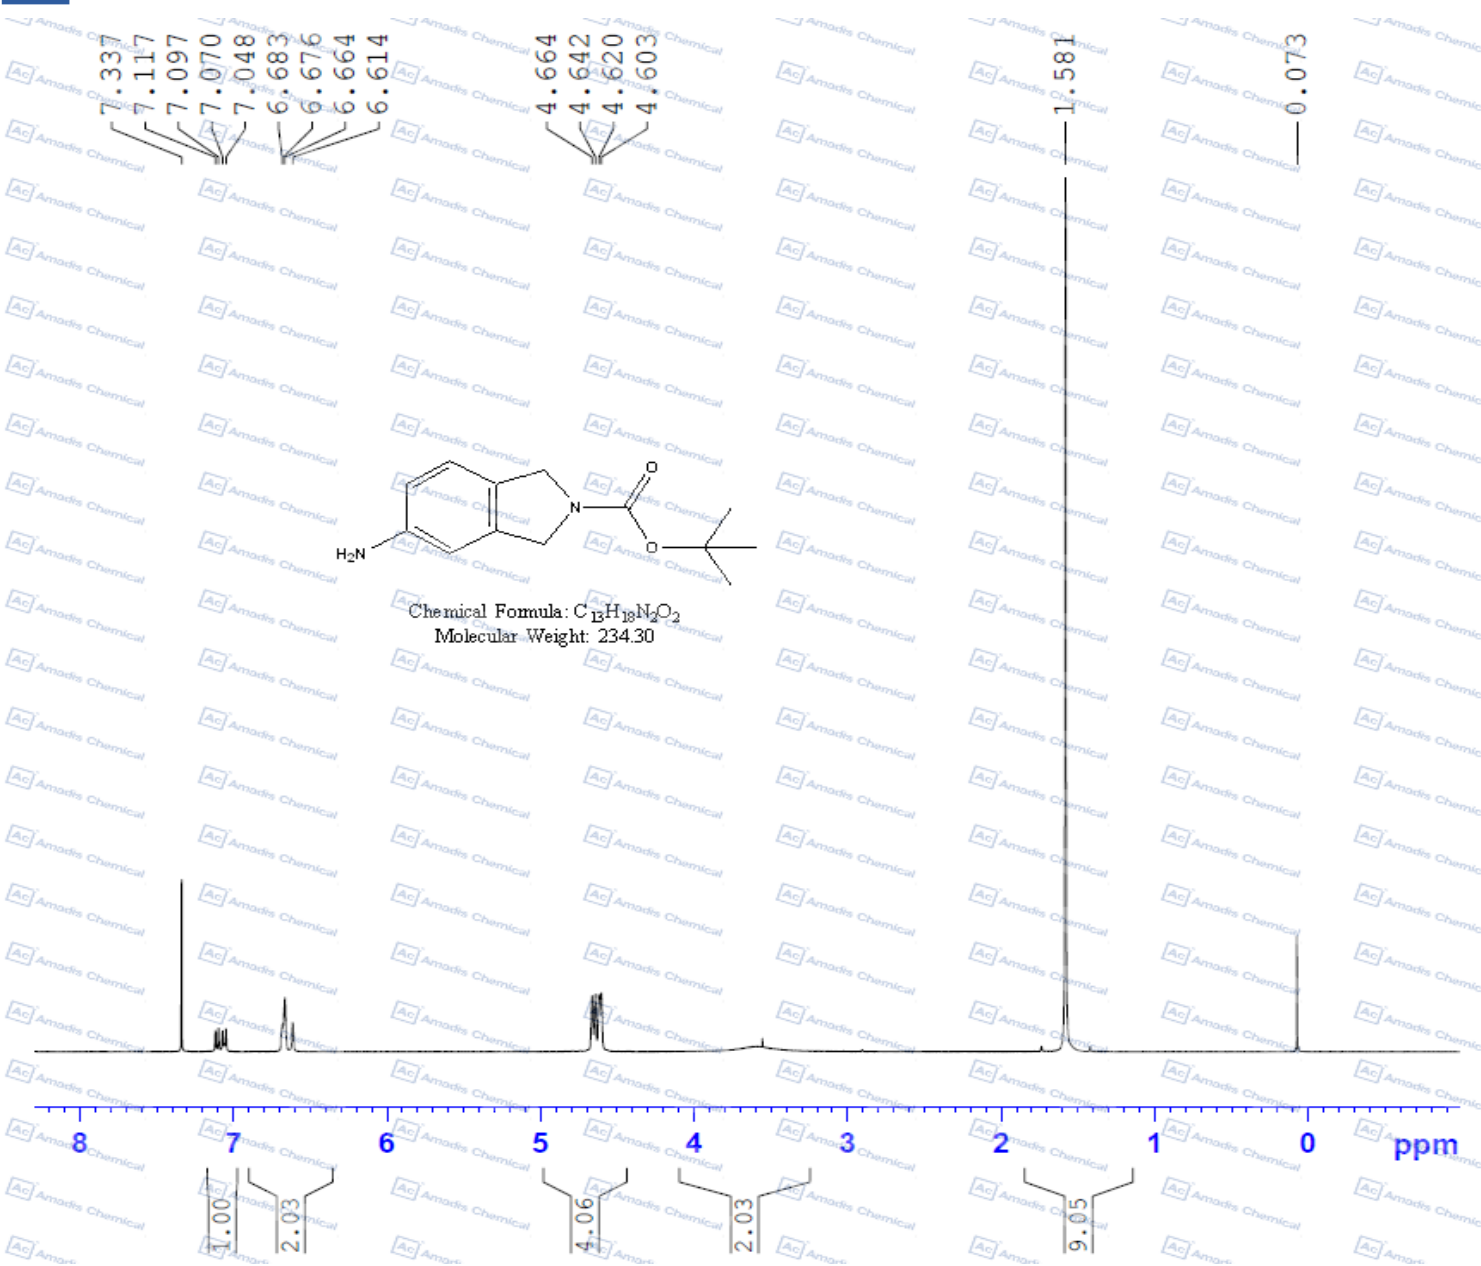 7.337
7.117
7.097
7.070
7.048
6.683
6.676
6.664
6.614
4.664
4.642
4.620
4.603
1.581
0.073
O
N
O
H₂N
Chemical Formula: C₁₃H₁₈N₂O₂
Molecular Weight: 234.30
8 7 6 5 4 3 2 1 0 ppm
1.00
2.03
4.06
2.03
9.05
Ac Amadis Chemical